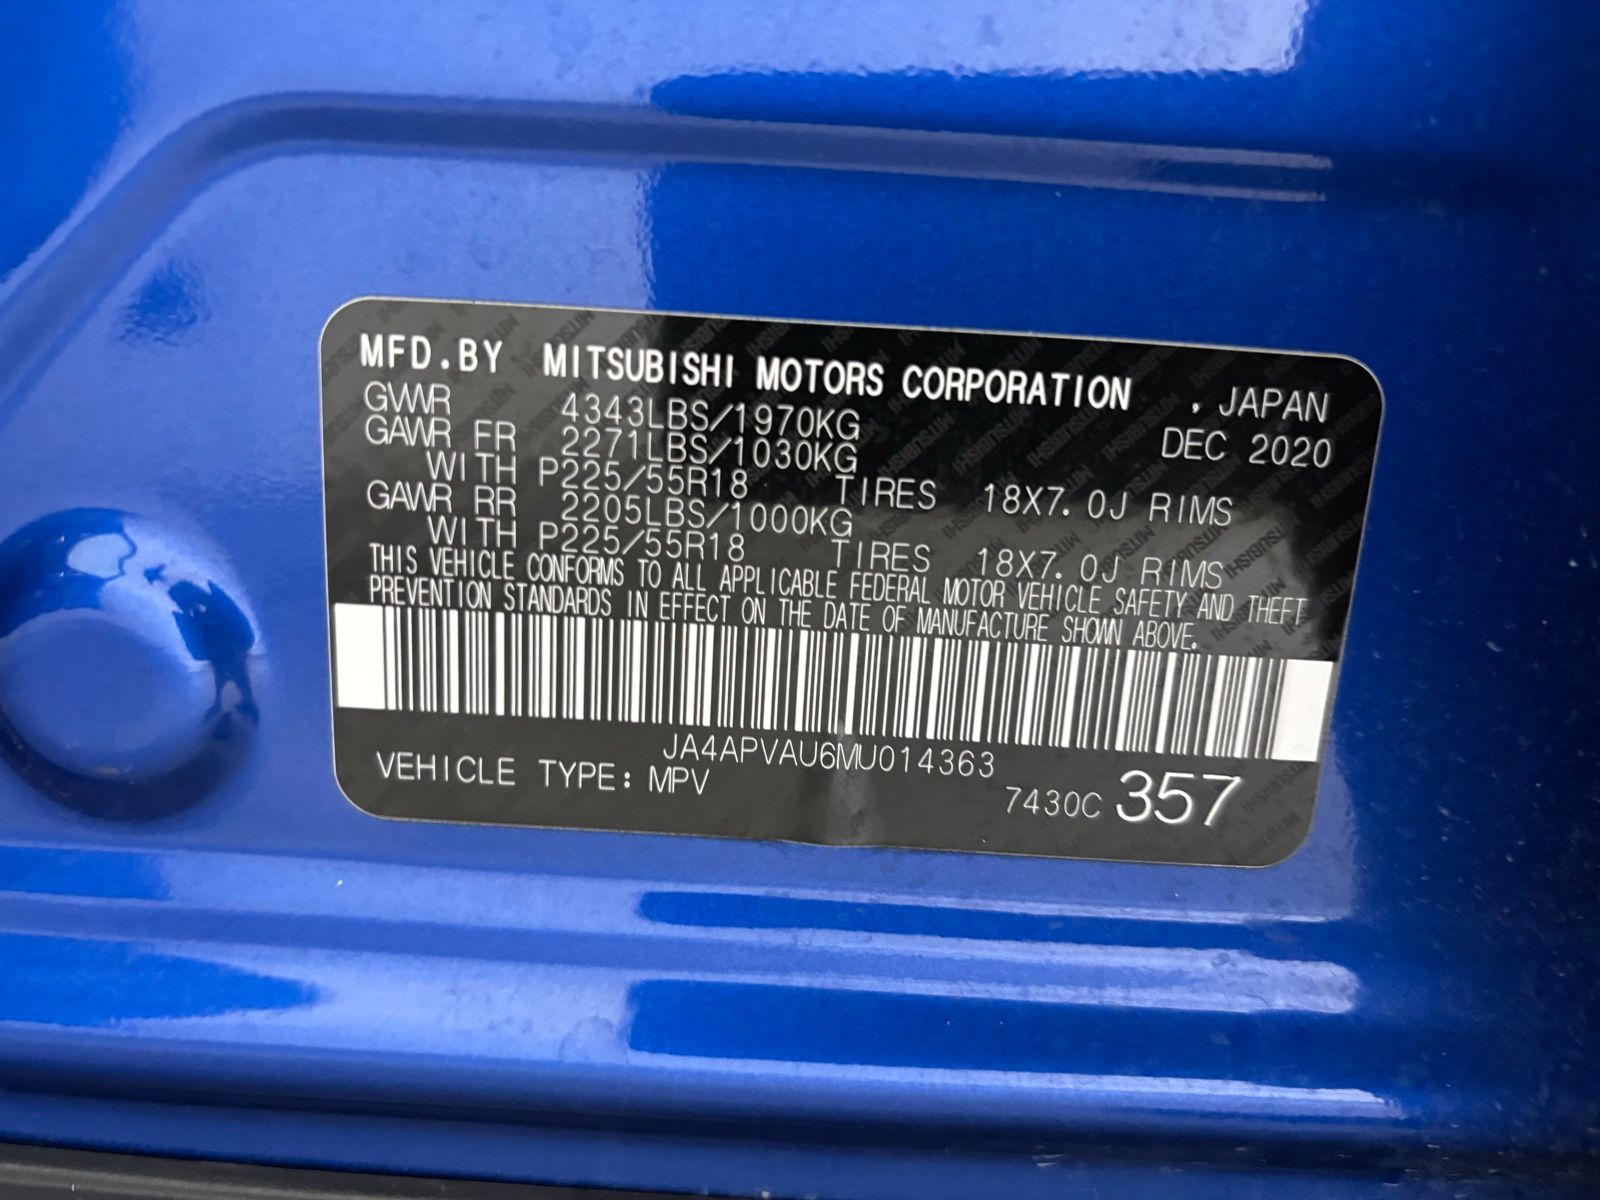 MFD.BY MITSUBISHI MOTORS CORPORATION , JAPAN
GVWR 4343LBS/1970KG DEC 2020
GAWR FR 2271LBS/1030KG
WITH P225/55R18 TIRES 18X7.0J RIMS
GAWR RR 2205LBS/1000KG
WITH P225/55R18 TIRES 18X7.0J RIMS
THIS VEHICLE CONFORMS TO ALL APPLICABLE FEDERAL MOTOR VEHICLE SAFETY AND THEFT
PREVENTION STANDARDS IN EFFECT ON THE DATE OF MANUFACTURE SHOWN ABOVE.
JA4APVAU6MU014363
VEHICLE TYPE: MPV
7430C 357